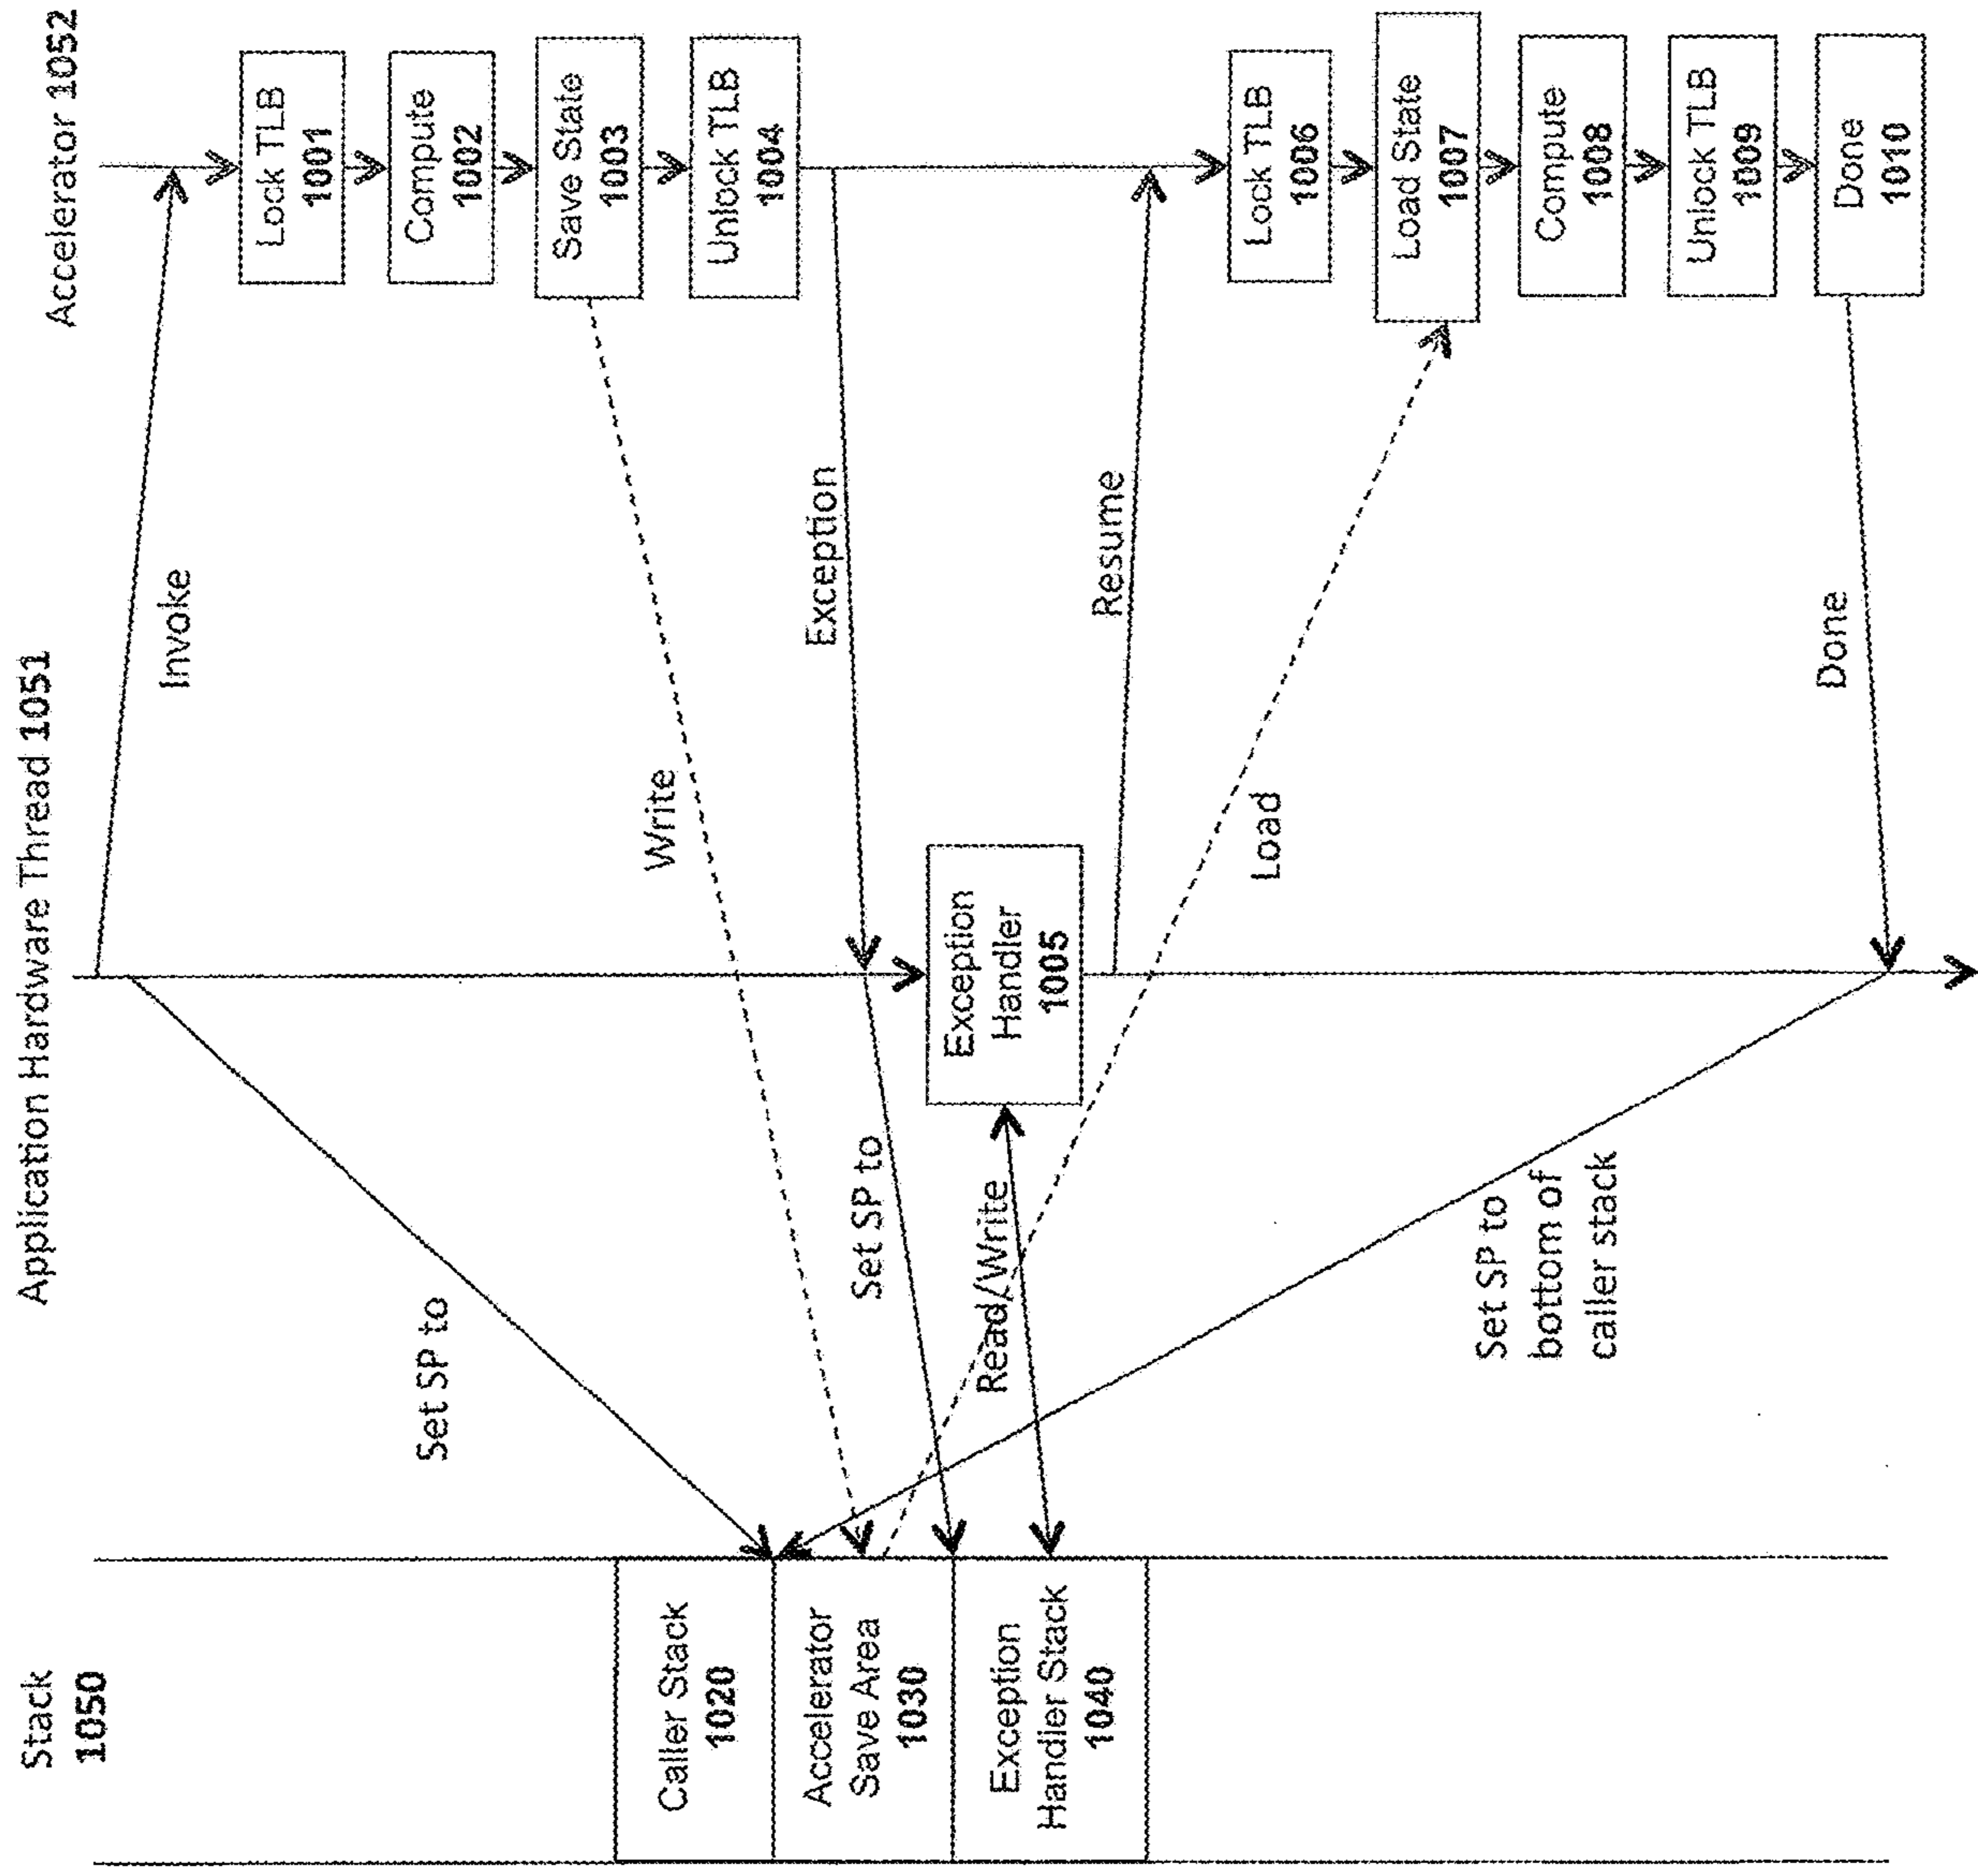 Stack
1050
Application Hardware Thread 1051
Accelerator 1052
Invoke
Lock TLB
1001
Compute
1002
Save State
1003
Unlock TLB
1004
Set SP to
Write
Exception
Caller Stack
1020
Accelerator
Save Area
1030
Exception
Handler Stack
1040
Set SP to
Read/Write
Exception
Handler
1005
Resume
Load
Lock TLB
1006
Load State
1007
Compute
1008
Unlock TLB
1009
Done
1010
Set SP to
bottom of
caller stack
Done